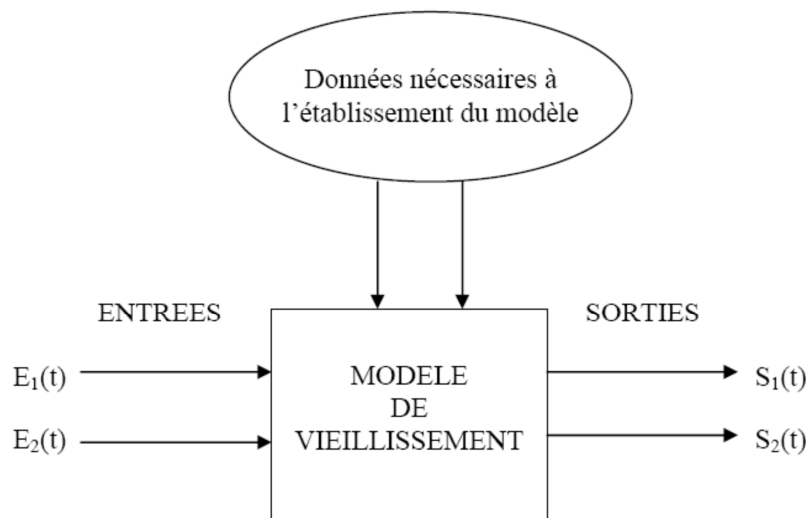 Données nécessaires à
l'établissement du modèle
ENTREES
SORTIES
E₁(t)
MODELE
S₁(t)
DE
E₂(t)
VIEILLISSEMENT
S₂(t)